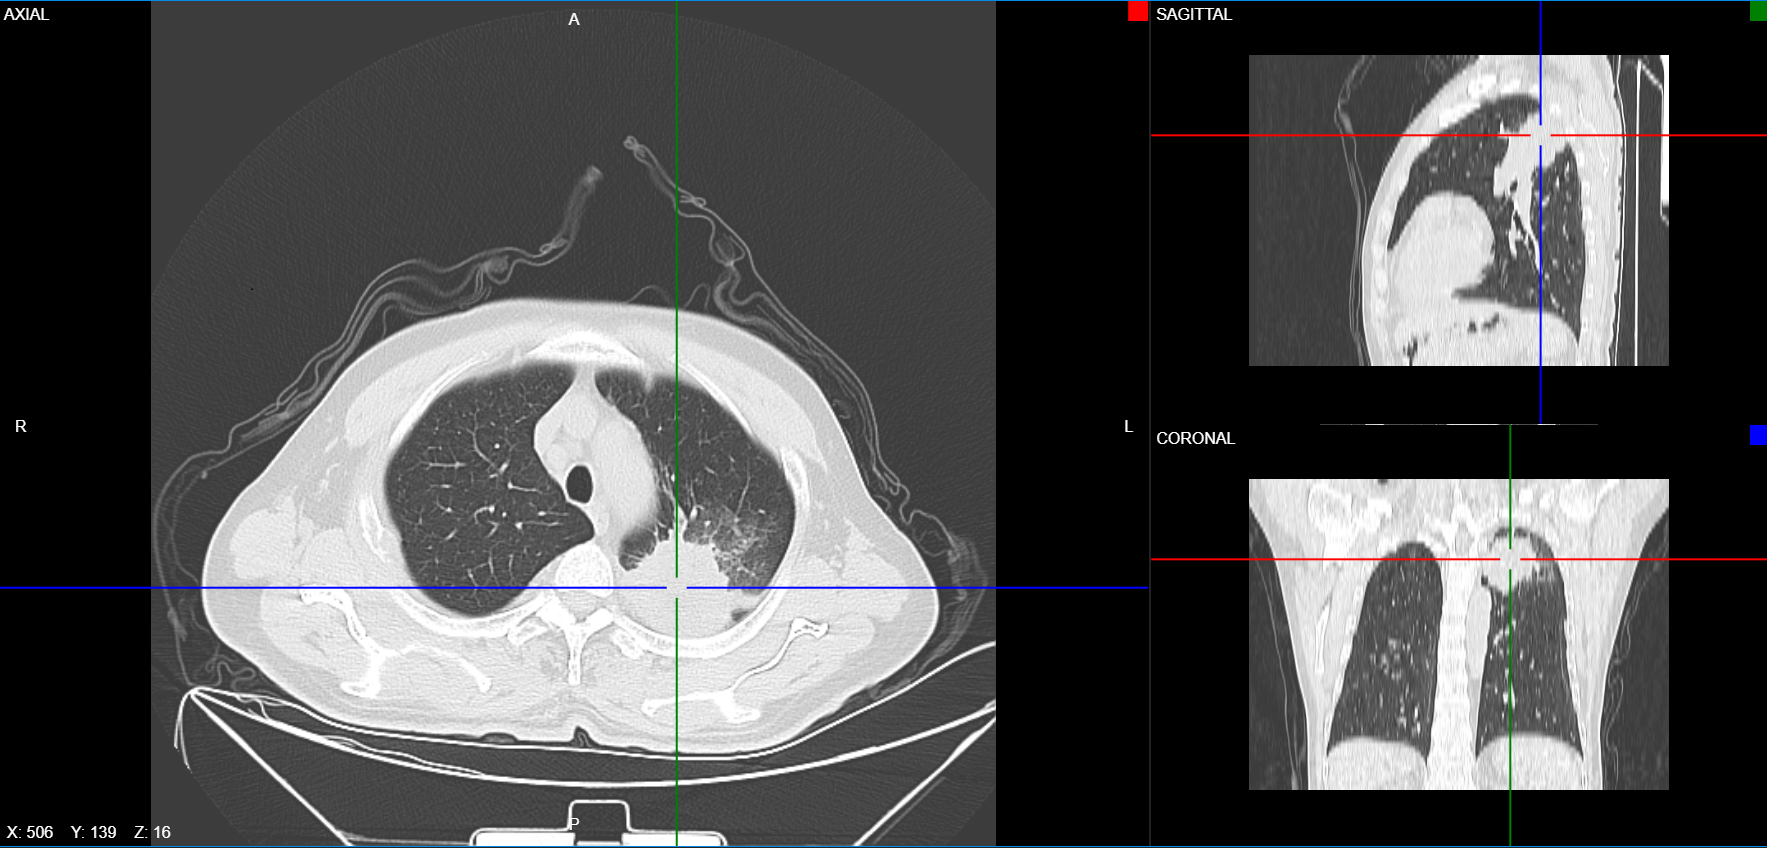 AXIAL
A
R
L
P
X: 506 Y: 139 Z: 16
SAGITTAL
CORONAL